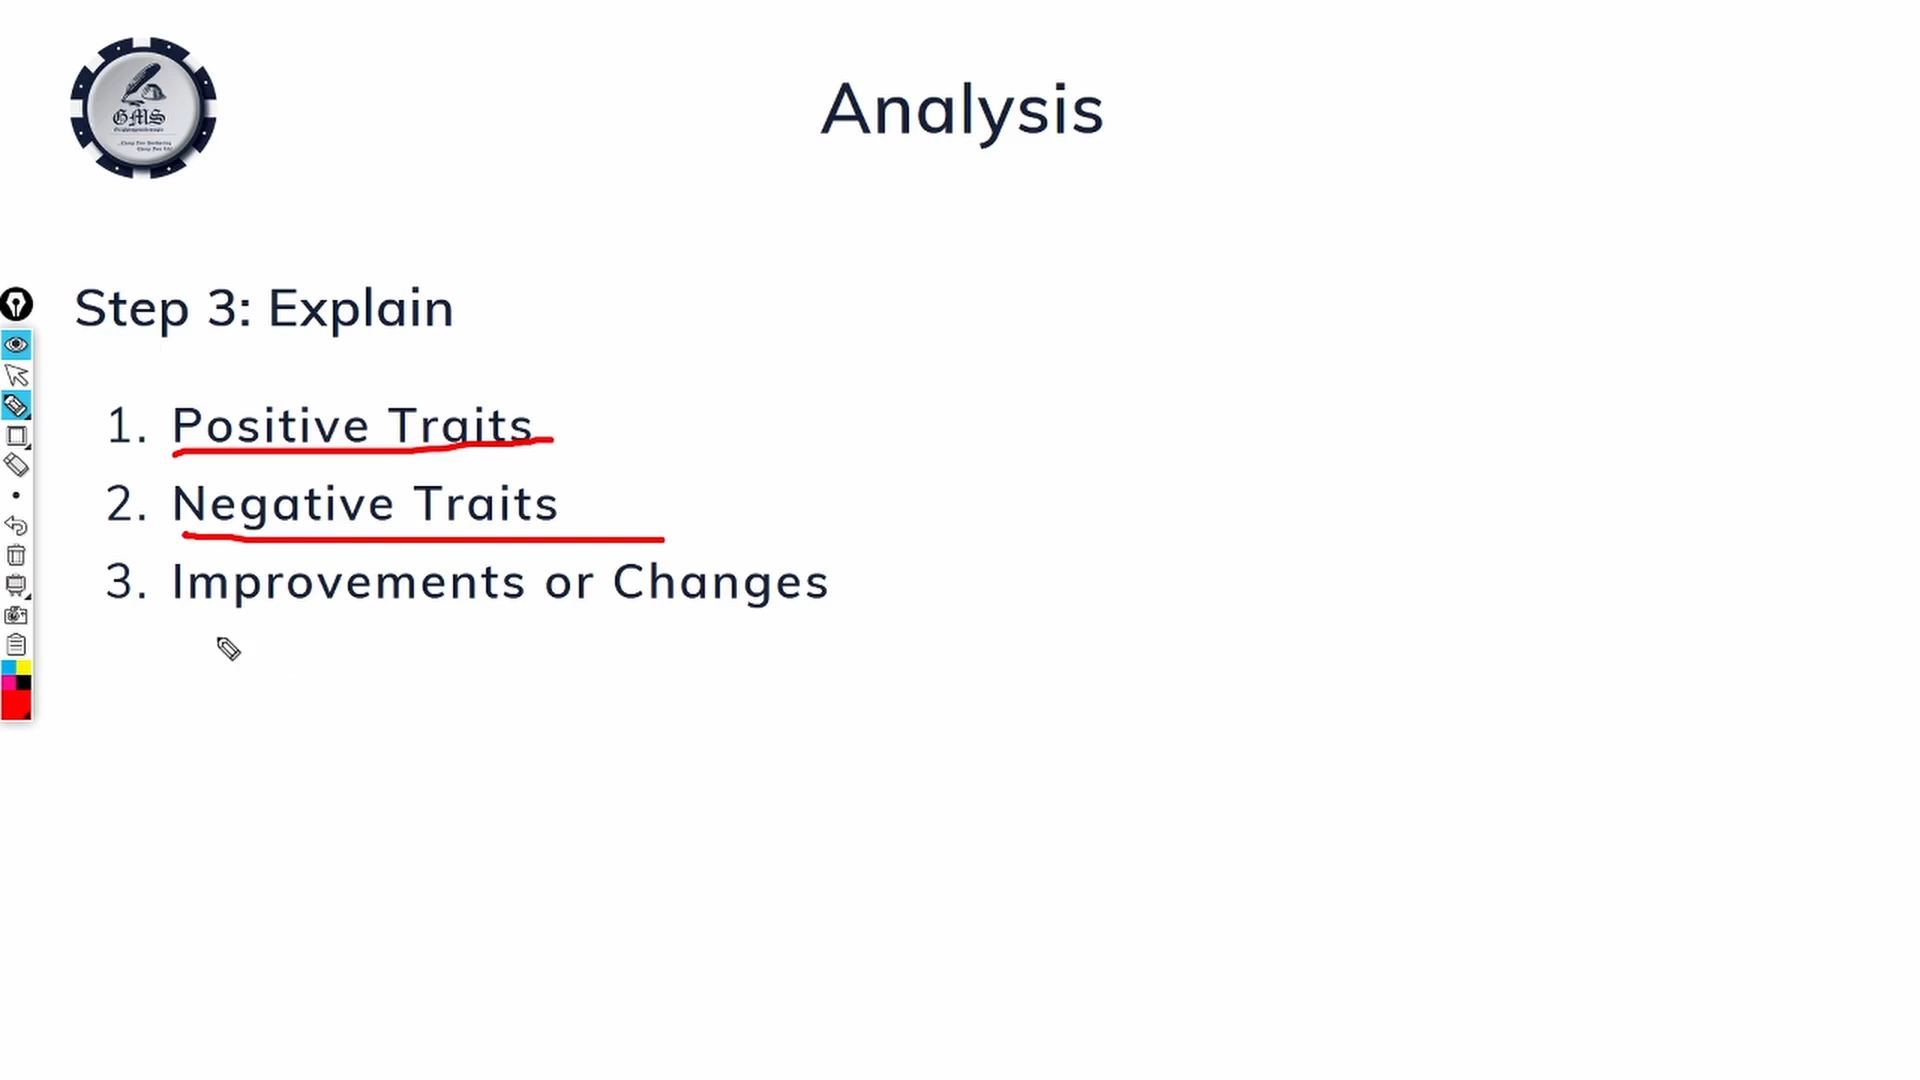 GMS
Analysis
Step 3: Explain
1. Positive Traits
2. Negative Traits
3. Improvements or Changes